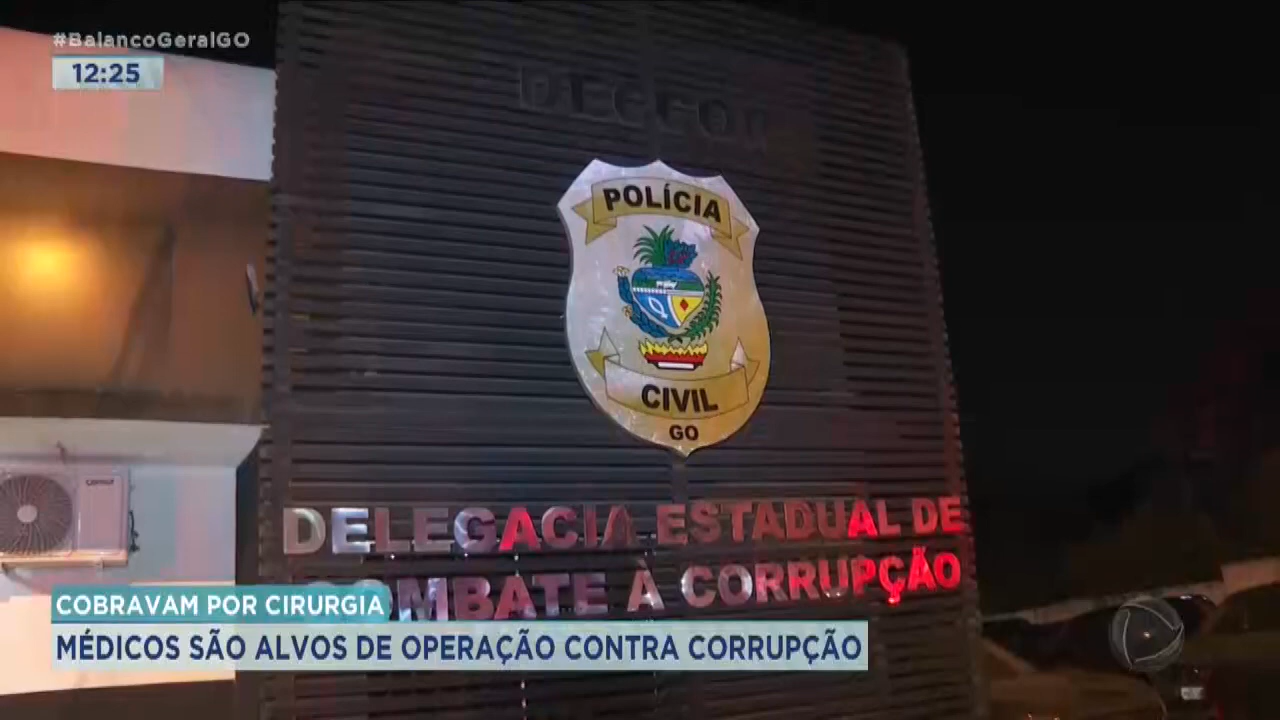 #BalancoGeralGO
12:25
DECCOR
POLÍCIA
CIVIL
GO
DELEGACIA ESTADUAL DE
COMBATE À CORRUPÇÃO
COBRAVAM POR CIRURGIA
MÉDICOS SÃO ALVOS DE OPERAÇÃO CONTRA CORRUPÇÃO